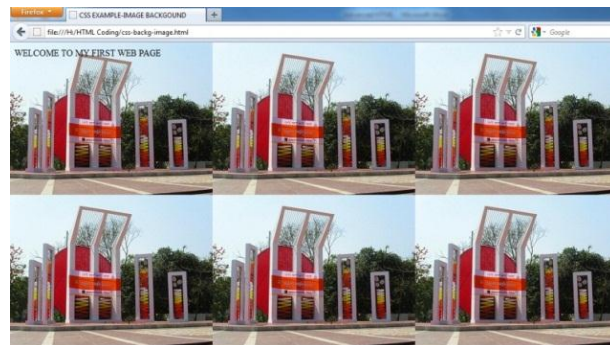 Firefox
CSS EXAMPLE-IMAGE BACKGOUND
file:///H:/HTML Coding/css-backg-image.html
Google
WELCOME TO MY FIRST WEB PAGE